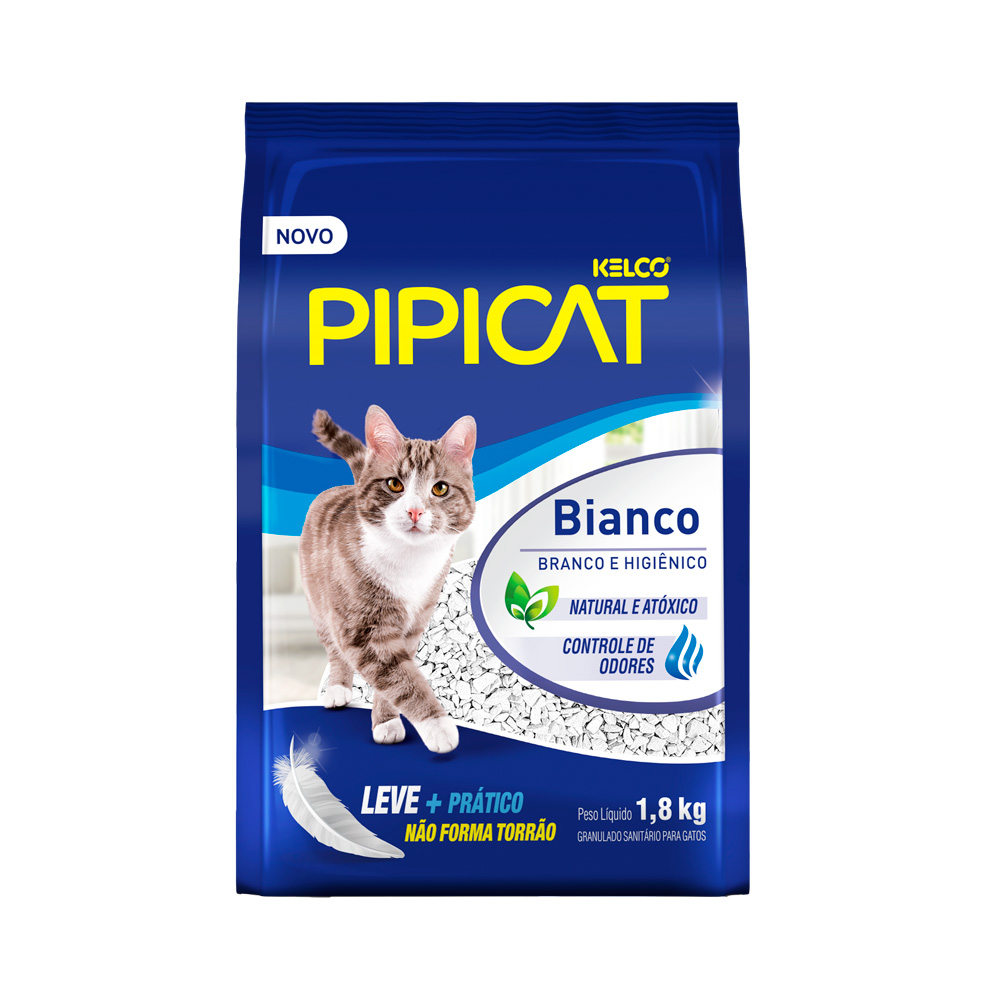 NOVO
KELCO®
PIPICAT
Bianco
BRANCO E HIGIÊNICO
NATURAL E ATÓXICO
CONTROLE DE
ODORES
LEVE + PRÁTICO
NÃO FORMA TORRÃO
Peso Líquido 1,8 kg
GRANULADO SANITÁRIO PARA GATOS